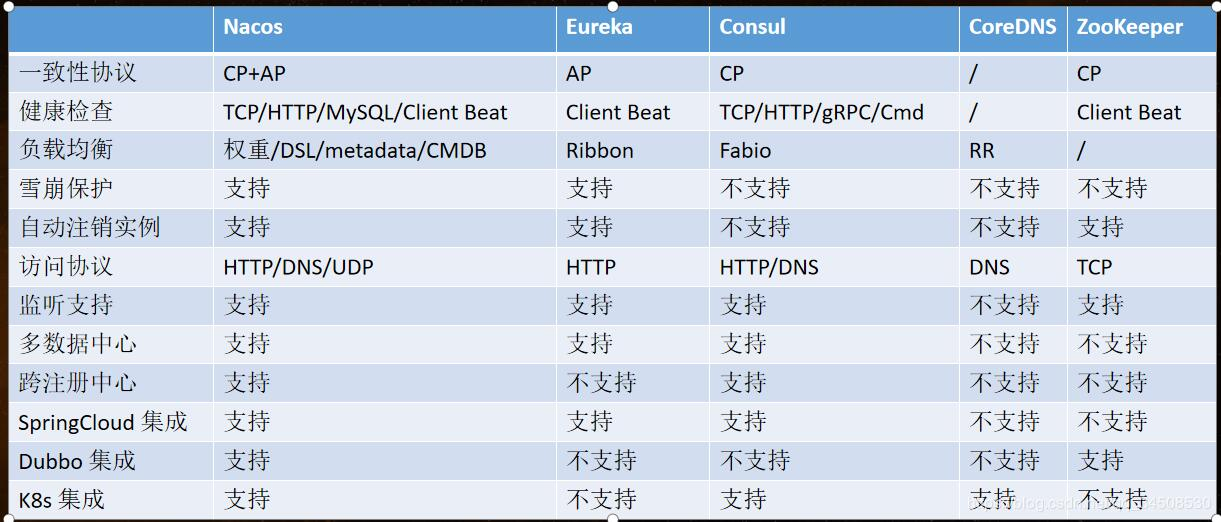 Nacos Eureka Consul CoreDNS ZooKeeper
一致性协议 CP+AP AP CP / CP
健康检查 TCP/HTTP/MySQL/Client Beat Client Beat TCP/HTTP/gRPC/Cmd / Client Beat
负载均衡 权重/DSL/metadata/CMDB Ribbon Fabio RR /
雪崩保护 支持 支持 不支持 不支持 不支持
自动注销实例 支持 支持 不支持 不支持 支持
访问协议 HTTP/DNS/UDP HTTP HTTP/DNS DNS TCP
监听支持 支持 支持 支持 不支持 支持
多数据中心 支持 支持 支持 不支持 不支持
跨注册中心 支持 不支持 支持 不支持 不支持
SpringCloud 集成 支持 支持 支持 不支持 不支持
Dubbo 集成 支持 不支持 不支持 不支持 支持
K8s 集成 支持 不支持 支持 支持 不支持